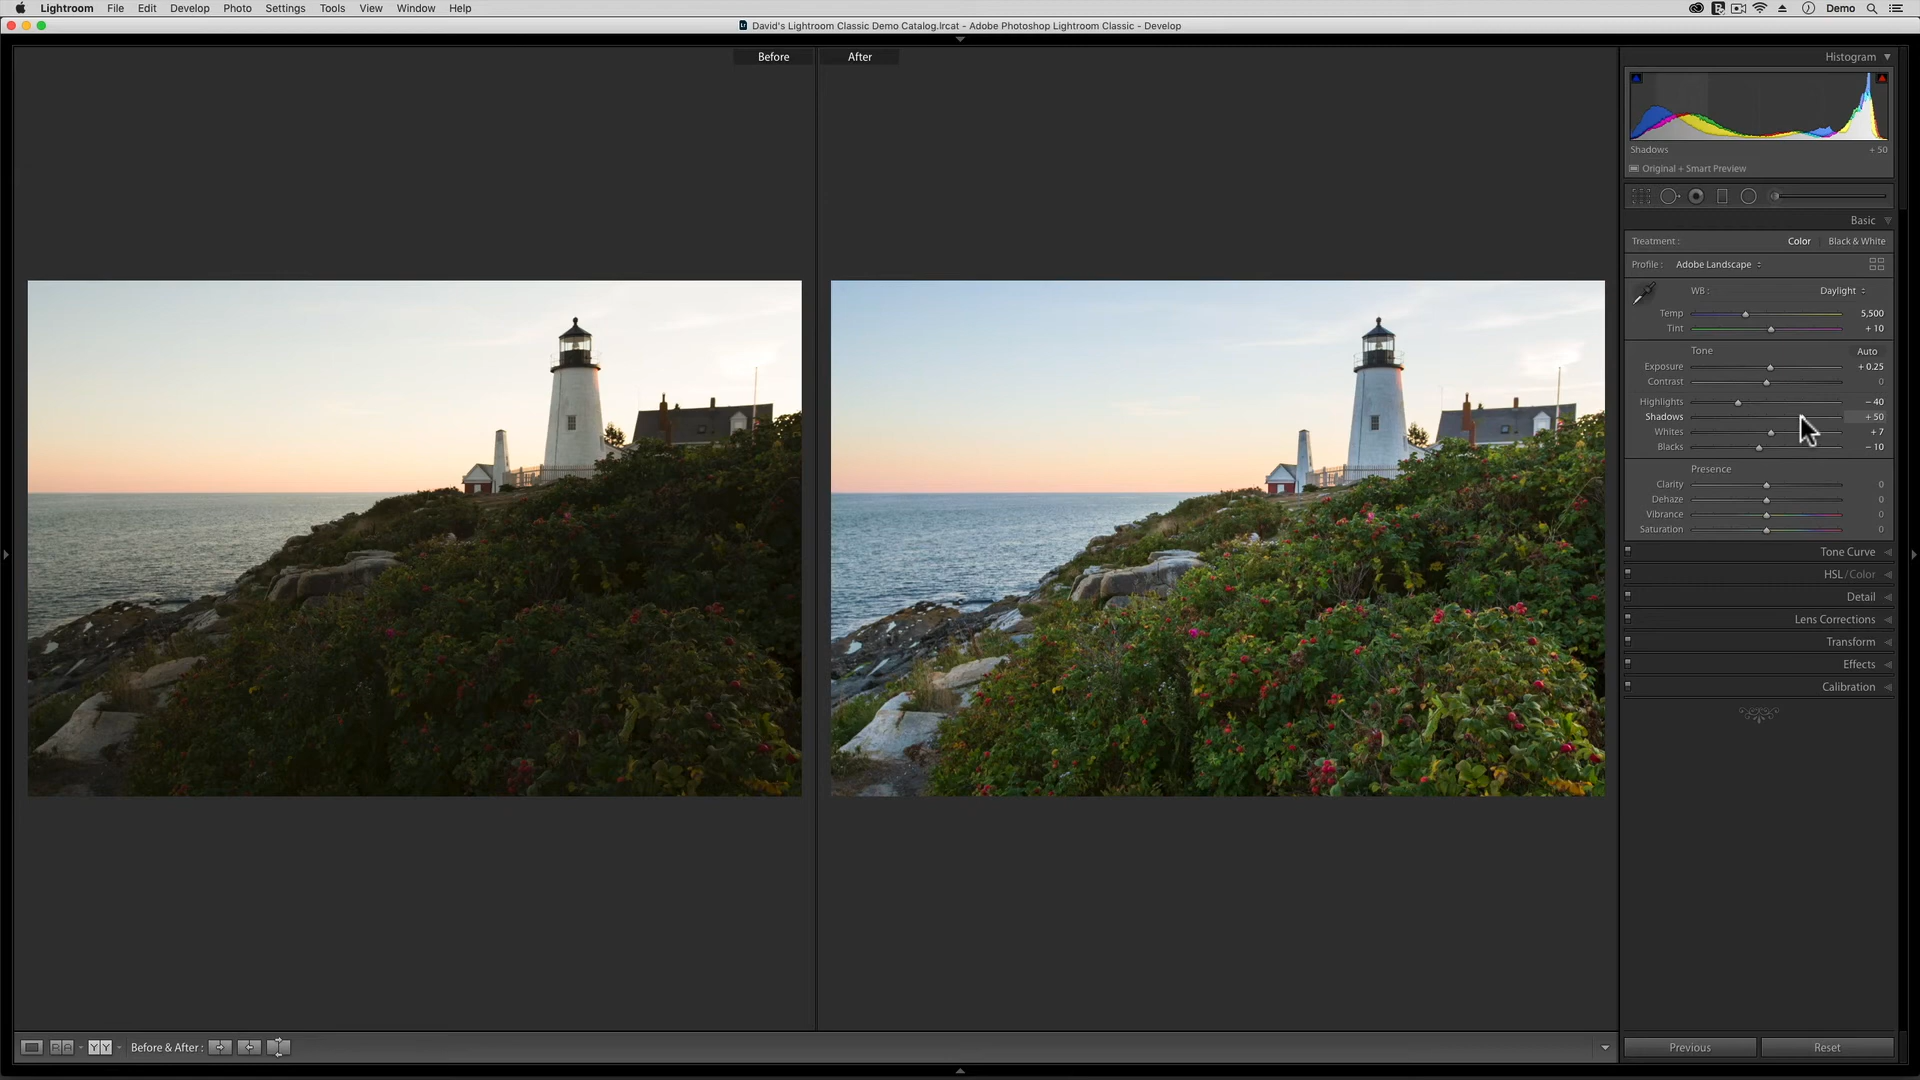 Lightroom File Edit Develop Photo Settings Tools View Window Help Demo
David's Lightroom Classic Demo Catalog.lrcat - Adobe Photoshop Lightroom Classic - Develop
Before After
Histogram
Shadows + 50
Original + Smart Preview
Basic
Treatment : Color Black & White
Profile : Adobe Landscape
WB : Daylight
Temp 5,500
Tint + 10
Tone Auto
Exposure + 0.25
Contrast 0
Highlights − 40
Shadows + 50
Whites + 7
Blacks − 10
Presence
Clarity 0
Dehaze 0
Vibrance 0
Saturation 0
Tone Curve
HSL / Color
Detail
Lens Corrections
Transform
Effects
Calibration
Before & After :
Previous Reset